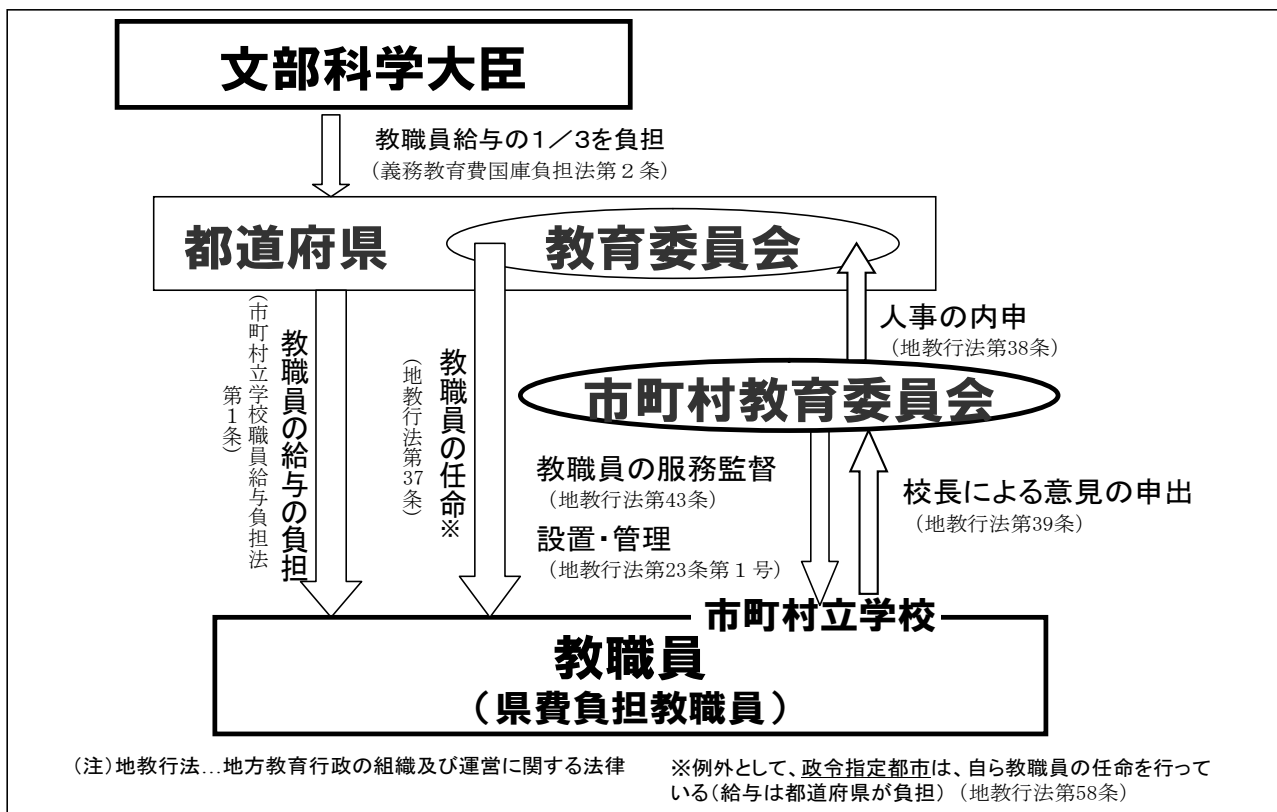 文部科学大臣
教職員給与の1/3を負担
(義務教育費国庫負担法第2条)
都道府県
教育委員会
人事の内申
(地教行法第38条)
市町村教育委員会
教職員の給与の負担
(市町村立学校職員給与負担法
第1条)
教職員の任命※
(地教行法第37条)
教職員の服務監督
(地教行法第43条)
設置・管理
(地教行法第23条第1号)
校長による意見の申出
(地教行法第39条)
市町村立学校
教職員
(県費負担教職員)
(注)地教行法…地方教育行政の組織及び運営に関する法律
※例外として、政令指定都市は、自ら教職員の任命を行って
いる(給与は都道府県が負担) (地教行法第58条)